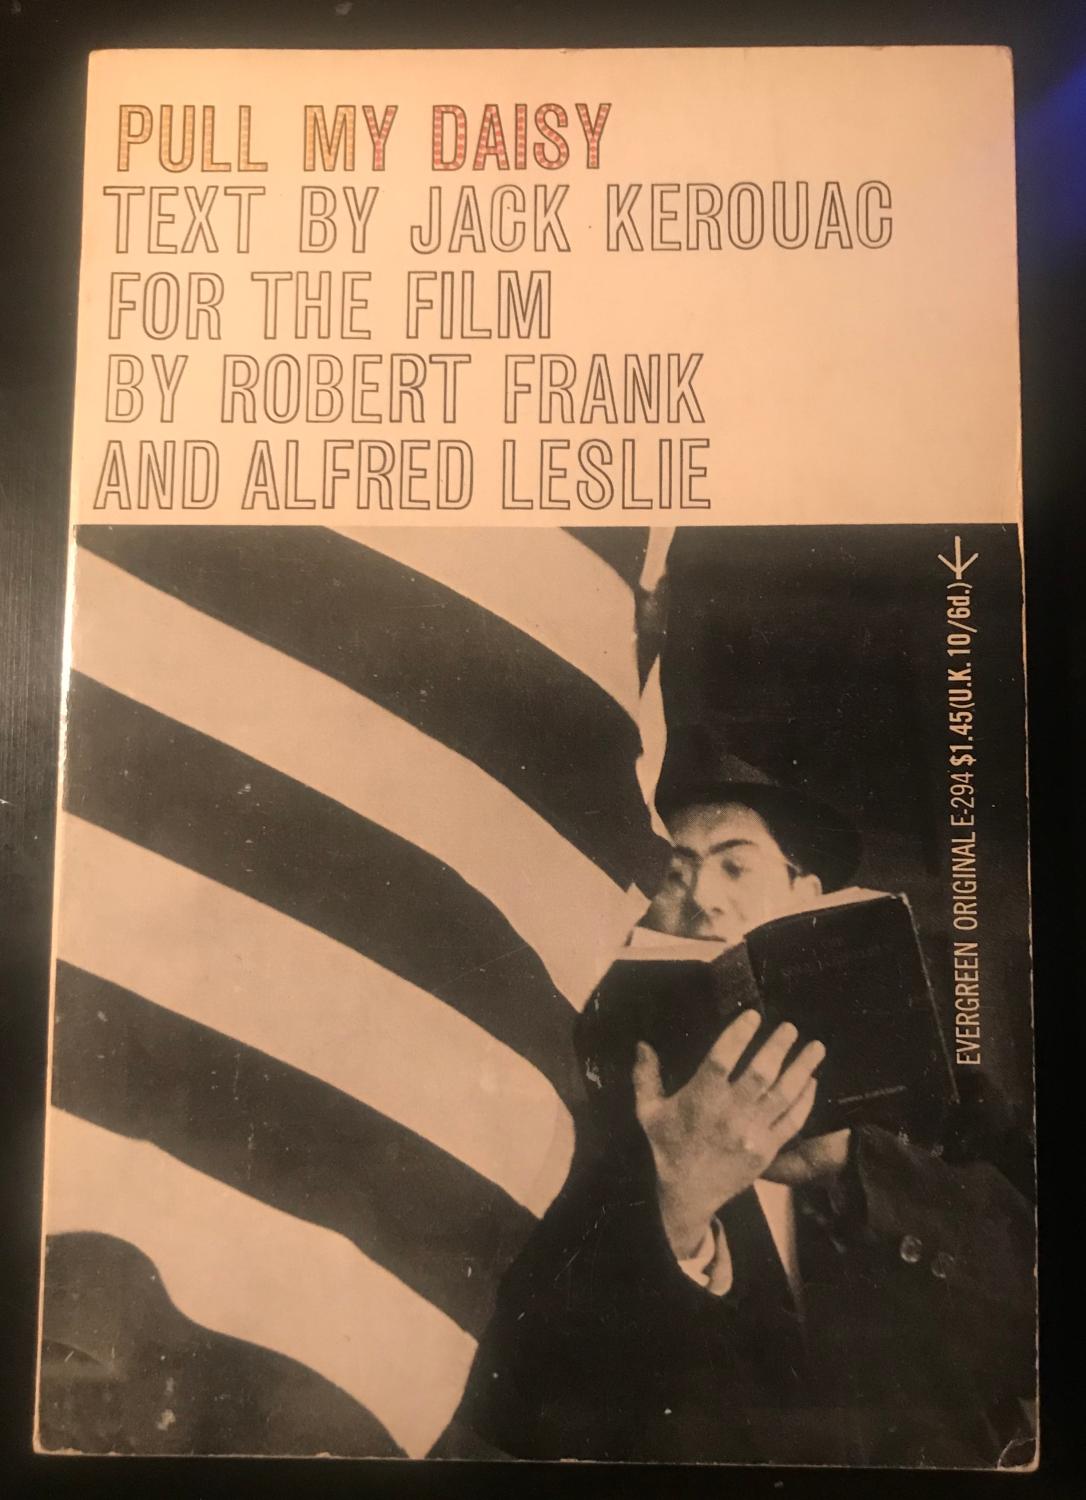 PULL MY DAISY
TEXT BY JACK KEROUAC
FOR THE FILM
BY ROBERT FRANK
AND ALFRED LESLIE
EVERGREEN ORIGINAL E-294 $1.45 (U.K. 10/6d.)